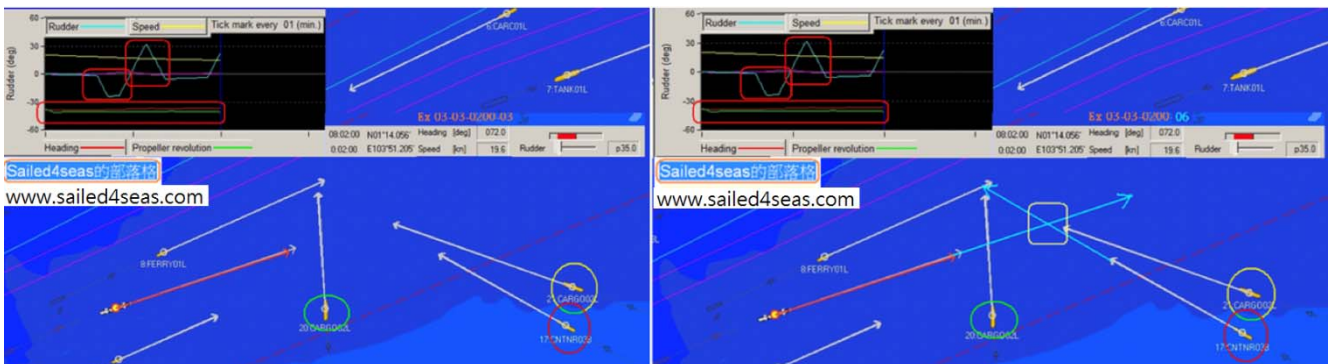 Rudder Speed Tick mark every 01 (min.)
60
30
0
-30
-60
Rudder (deg)
Heading Propeller revolution
6:CARC01L
7:TANK01L
Ex 03-03-0200-03
08:02:00 N01°14.056' Heading [deg] 072.0
0:02:00 E103°51.205' Speed [kn] 19.6 Rudder p35.0
Sailed4seas的部落格
www.sailed4seas.com
8:FERRY01L
20:CARGO02L
21:CARGO02L
17:CNTNR03B
Rudder Speed Tick mark every 01 (min.)
60
30
0
-30
-60
Rudder (deg)
Heading Propeller revolution
6:CARC01L
7:TANK01L
Ex 03-03-0200 06
08:02:00 N01°14.056' Heading [deg] 072.0
0:02:00 E103°51.205' Speed [kn] 19.6 Rudder p35.0
Sailed4seas的部落格
www.sailed4seas.com
8:FERRY01L
20:CARGO02L
21:CARGO02L